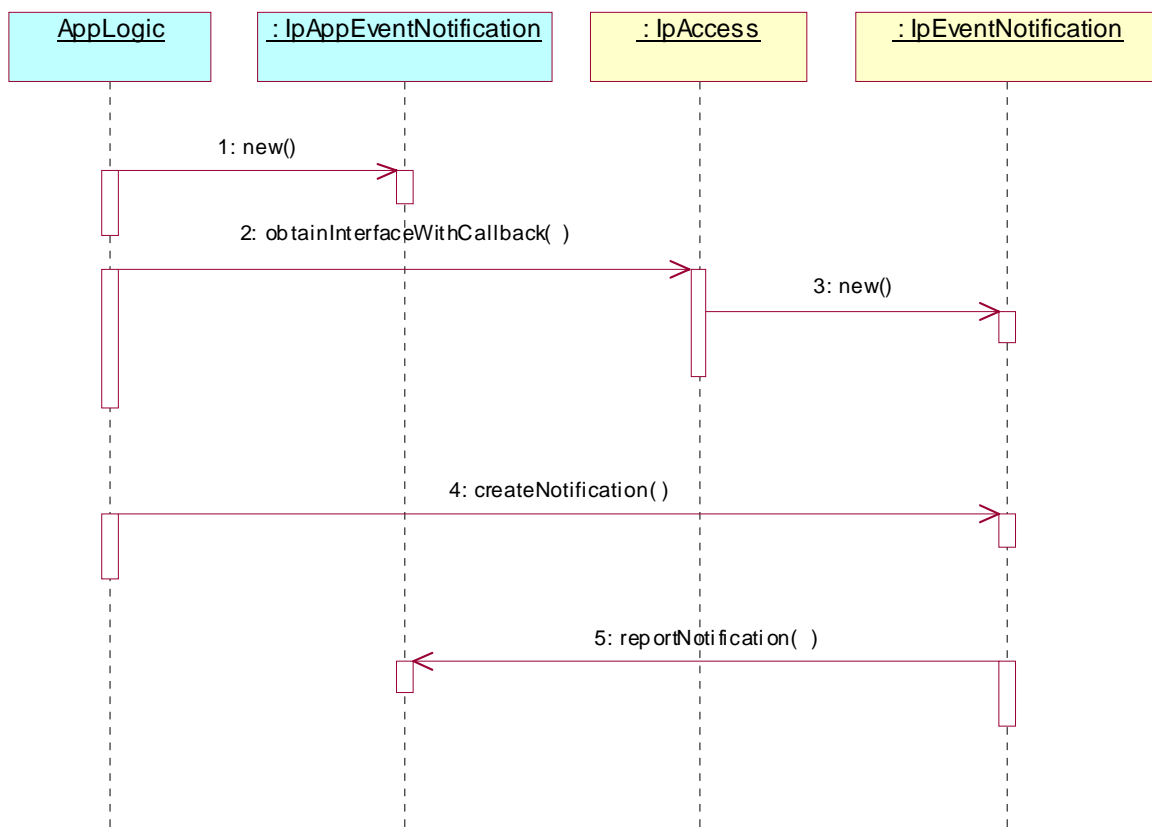 AppLogic
: IpAppEventNotification
: IpAccess
: IpEventNotification
1: new()
2: obtainInterfaceWithCallback( )
3: new()
4: createNotification( )
5: reportNotification( )